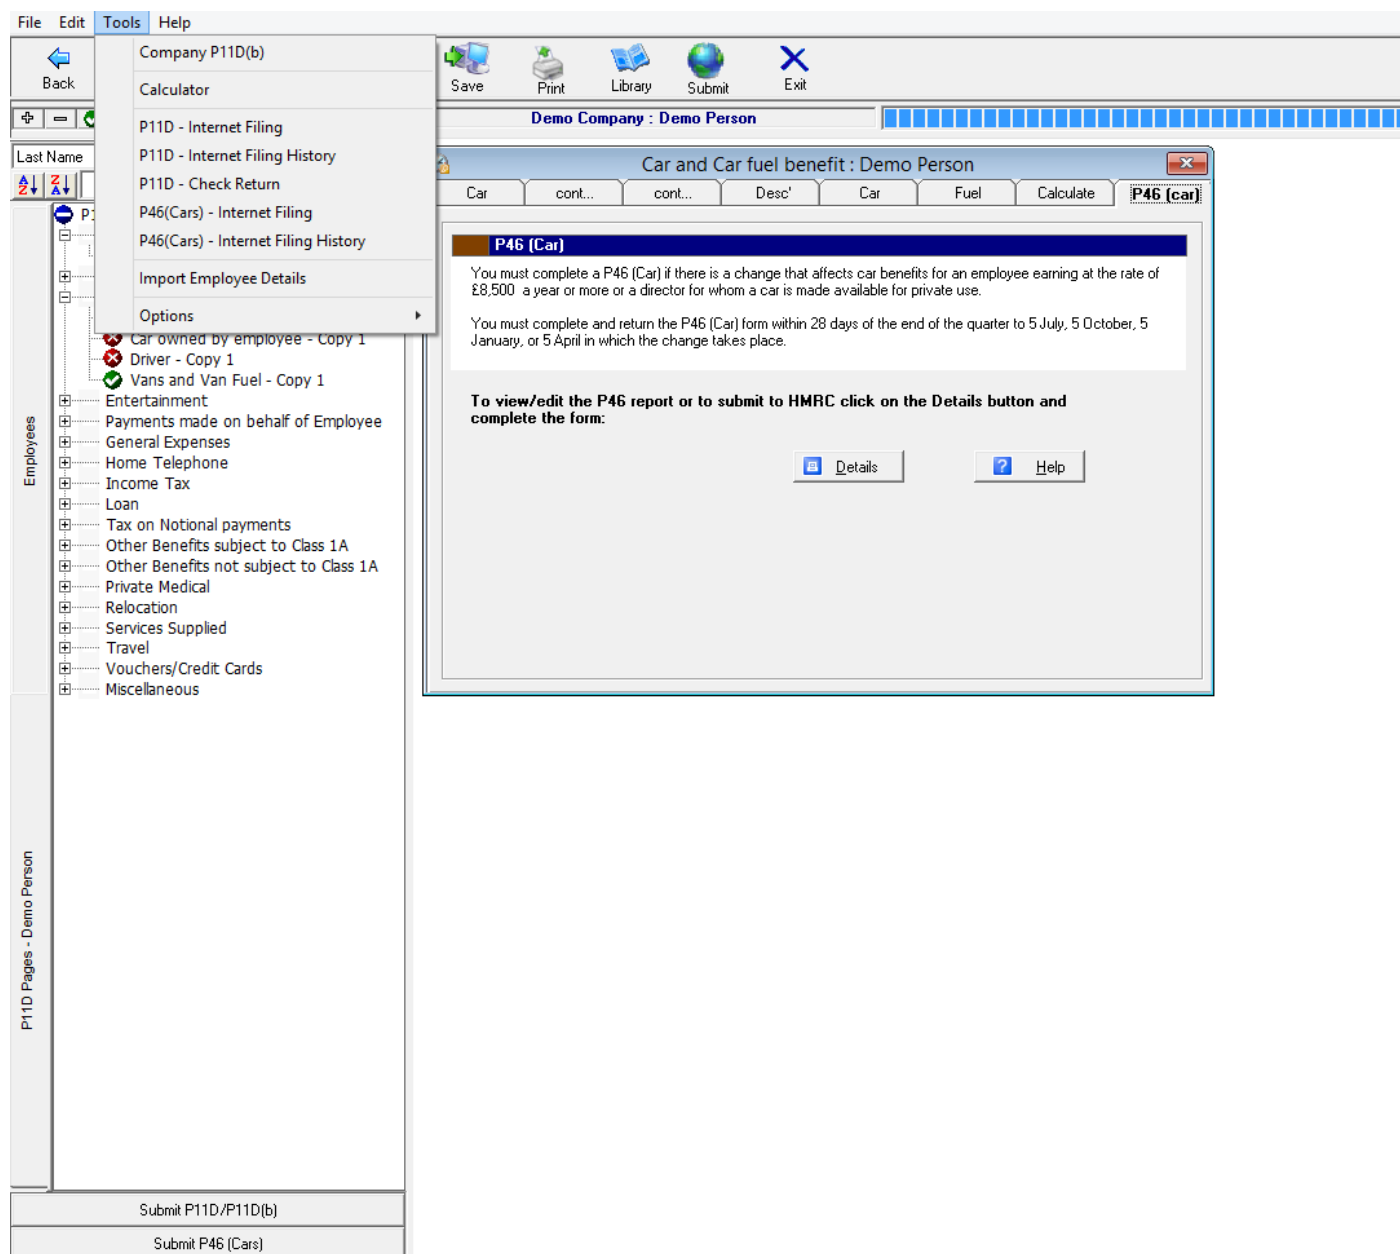 File Edit Tools Help
Back
Save
Print
Library
Submit
Exit
Company P11D(b)
Calculator
P11D - Internet Filing
P11D - Internet Filing History
P11D - Check Return
P46(Cars) - Internet Filing
P46(Cars) - Internet Filing History
Import Employee Details
Options
Demo Company : Demo Person
Last Name
Car owned by employee - Copy 1
Driver - Copy 1
Vans and Van Fuel - Copy 1
Entertainment
Payments made on behalf of Employee
General Expenses
Home Telephone
Income Tax
Loan
Tax on Notional payments
Other Benefits subject to Class 1A
Other Benefits not subject to Class 1A
Private Medical
Relocation
Services Supplied
Travel
Vouchers/Credit Cards
Miscellaneous
Employees
P11D Pages - Demo Person
Submit P11D/P11D(b)
Submit P46 (Cars)
Car and Car fuel benefit : Demo Person
Car cont... cont... Desc' Car Fuel Calculate P46 (car)
P46 (Car)
You must complete a P46 (Car) if there is a change that affects car benefits for an employee earning at the rate of
£8,500 a year or more or a director for whom a car is made available for private use.
You must complete and return the P46 (Car) form within 28 days of the end of the quarter to 5 July, 5 October, 5
January, or 5 April in which the change takes place.
To view/edit the P46 report or to submit to HMRC click on the Details button and
complete the form:
Details
Help